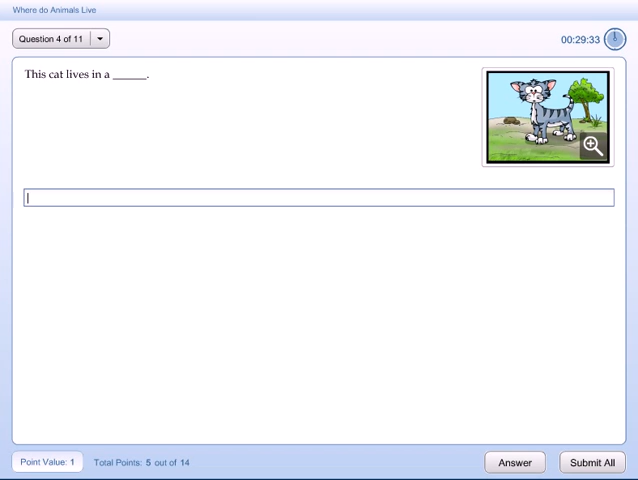 Where do Animals Live
Question 4 of 11
00:29:33
This cat lives in a ______.
Point Value: 1
Total Points: 5 out of 14
Answer
Submit All